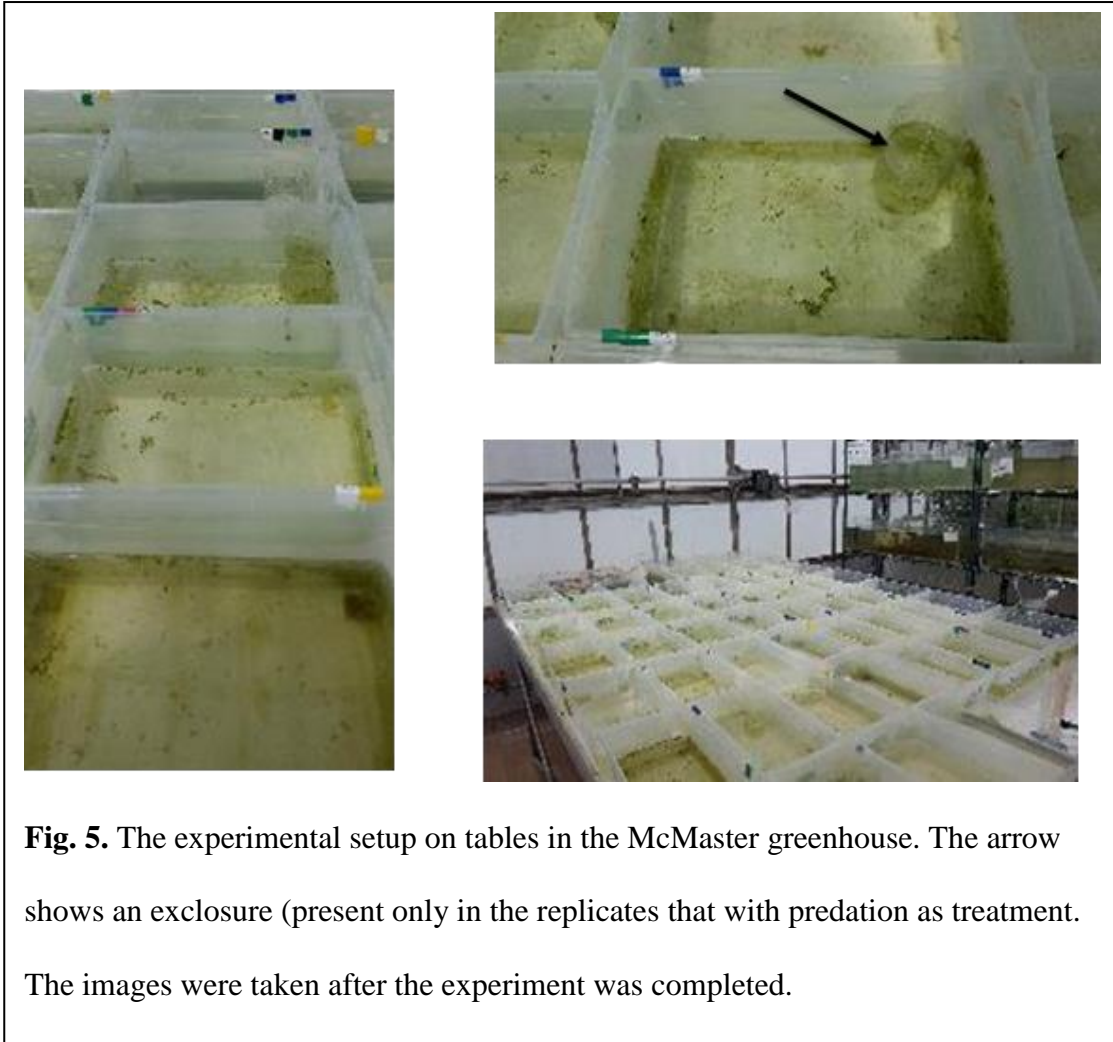 Fig. 5. The experimental setup on tables in the McMaster greenhouse. The arrow
shows an exclosure (present only in the replicates that with predation as treatment.
The images were taken after the experiment was completed.